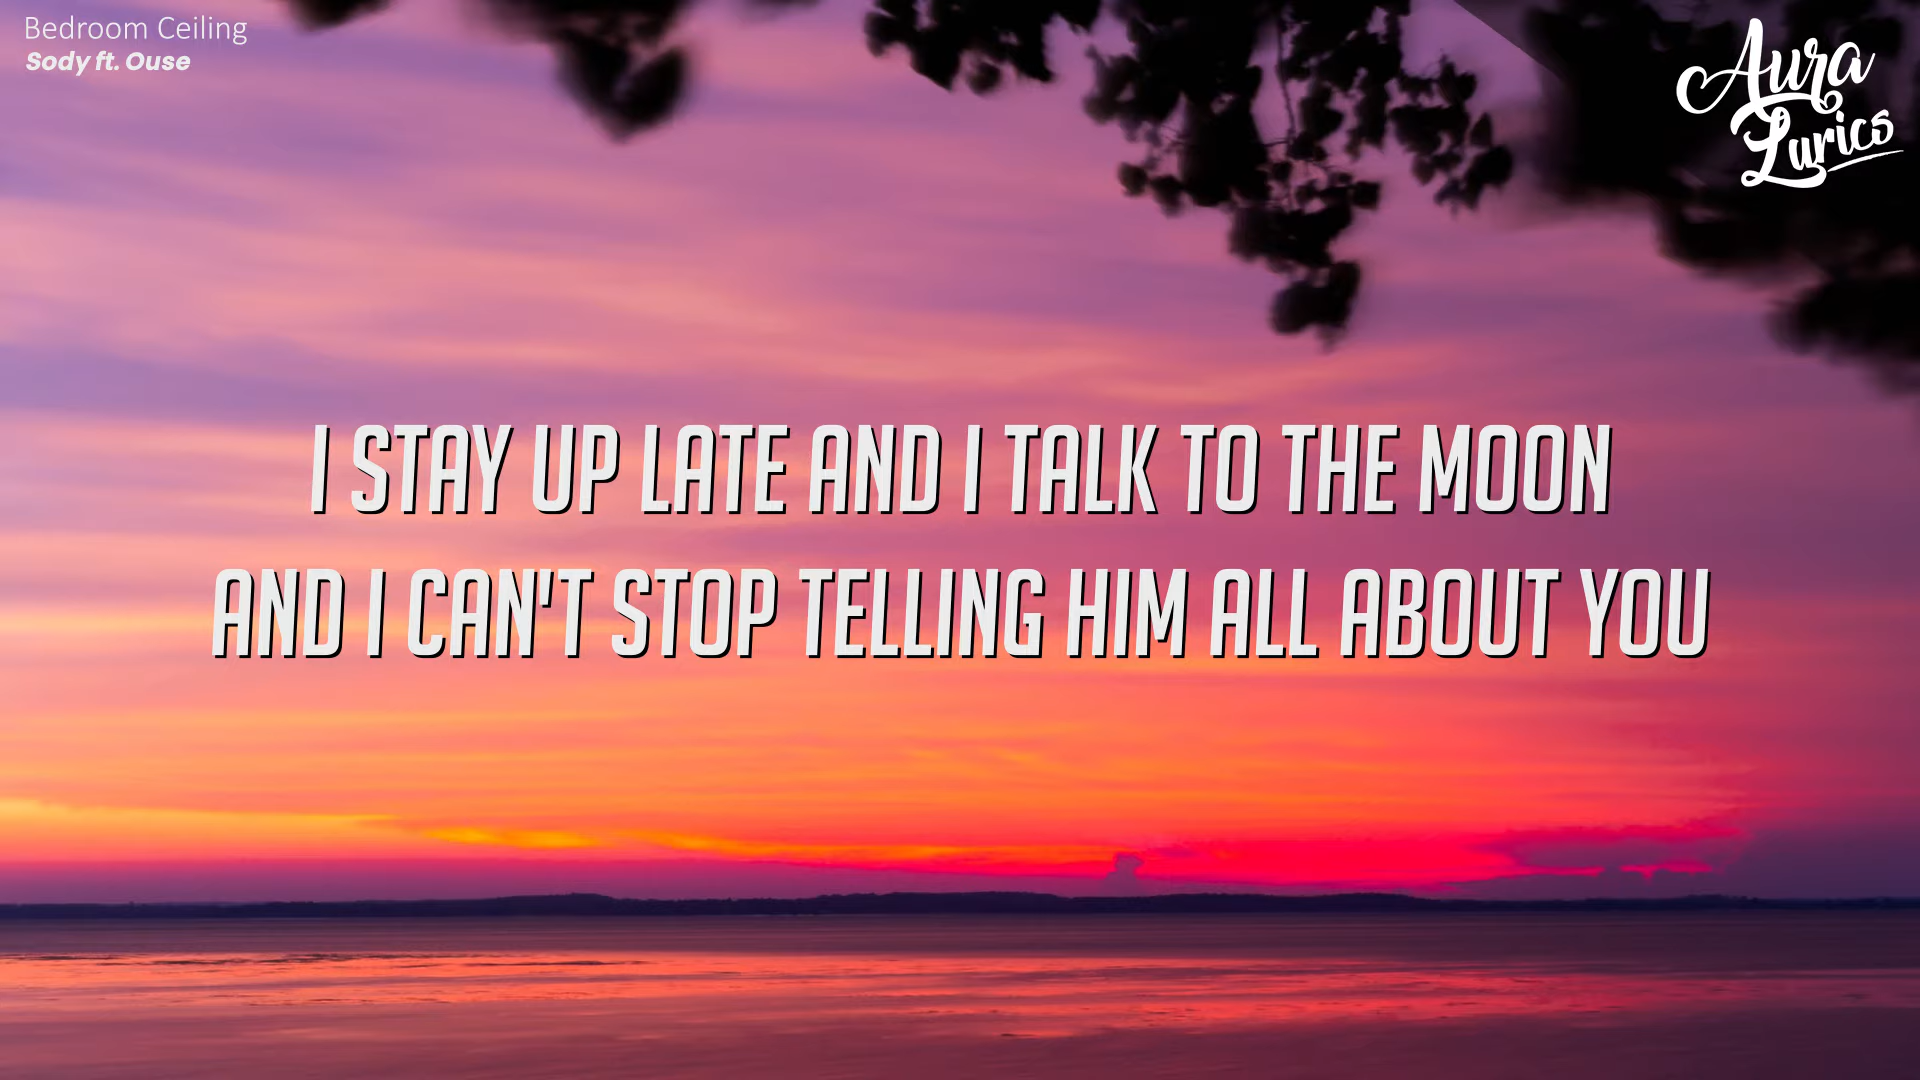 Bedroom Ceiling
Sody ft. Ouse
Aura
Lyrics
I STAY UP LATE AND I TALK TO THE MOON
AND I CAN'T STOP TELLING HIM ALL ABOUT YOU